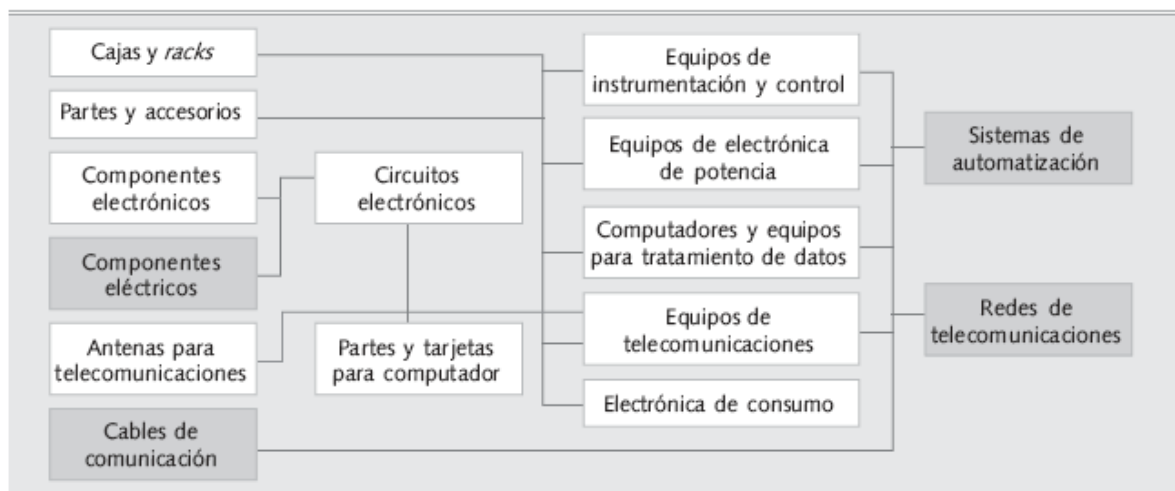 Cajas y racks
Partes y accesorios
Componentes
electrónicos
Componentes
eléctricos
Antenas para
telecomunicaciones
Cables de
comunicación
Circuitos
electrónicos
Partes y tarjetas
para computador
Equipos de
instrumentación y control
Equipos de electrónica
de potencia
Computadores y equipos
para tratamiento de datos
Equipos de
telecomunicaciones
Electrónica de consumo
Sistemas de
automatización
Redes de
telecomunicaciones